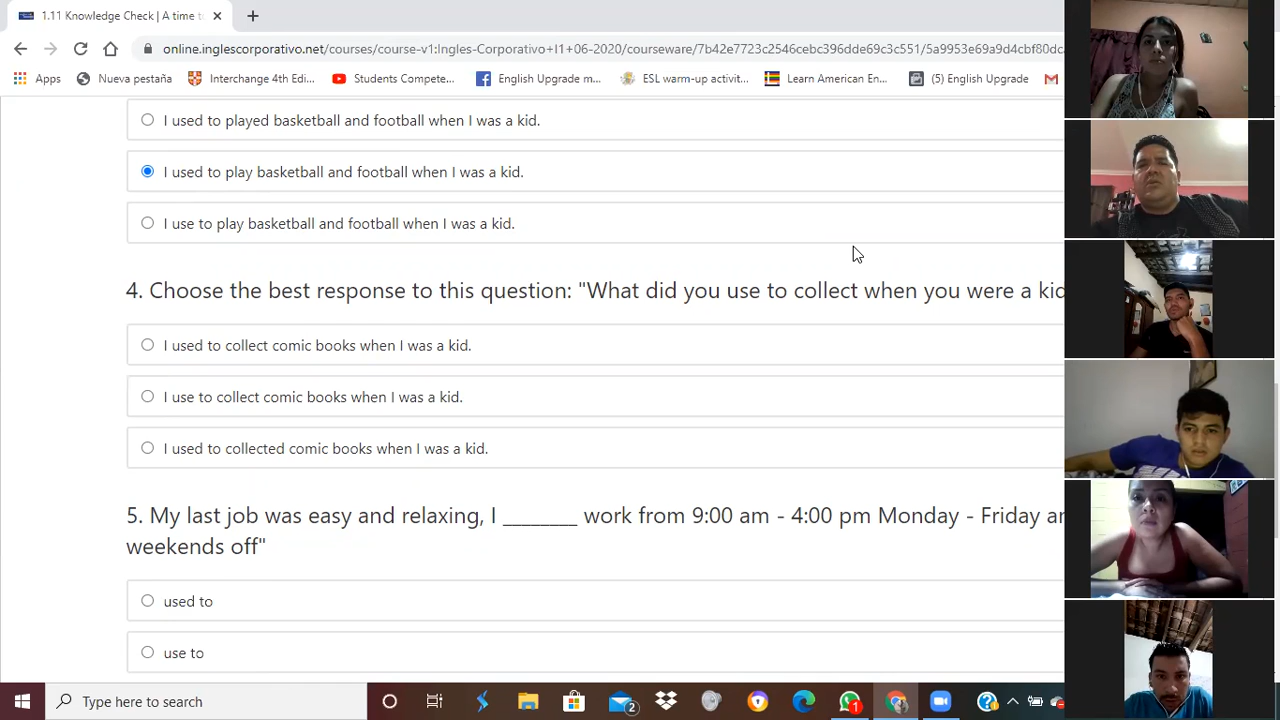 1.11 Knowledge Check | A time t
online.inglescorporativo.net/courses/course-v1:Ingles-Corporativo+I1+06-2020/courseware/7b42e7723c2546cebc396dde69c3c551/5a9953e69a9d4cbf80dc
Apps Nueva pestaña Interchange 4th Edi... Students Compete... English Upgrade m... ESL warm-up activit... Learn American En... (5) English Upgrade
I used to played basketball and football when I was a kid.
I used to play basketball and football when I was a kid.
I use to play basketball and football when I was a kid.
4. Choose the best response to this question: "What did you use to collect when you were a kid
I used to collect comic books when I was a kid.
I use to collect comic books when I was a kid.
I used to collected comic books when I was a kid.
5. My last job was easy and relaxing, I ________ work from 9:00 am - 4:00 pm Monday - Friday an
weekends off"
used to
use to
Type here to search
2
1